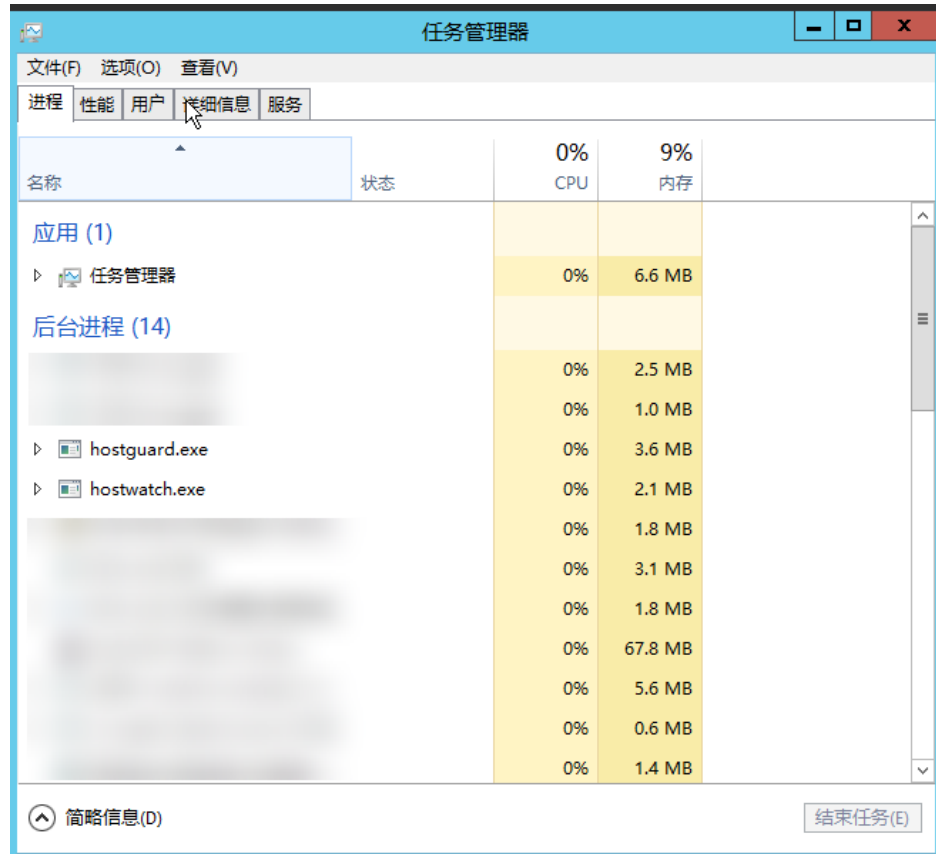 任务管理器
文件(F) 选项(O) 查看(V)
进程 性能 用户 详细信息 服务
0% 9%
名称 状态 CPU 内存
应用 (1)
任务管理器 0% 6.6 MB
后台进程 (14)
0% 2.5 MB
0% 1.0 MB
hostguard.exe 0% 3.6 MB
hostwatch.exe 0% 2.1 MB
0% 1.8 MB
0% 3.1 MB
0% 1.8 MB
0% 67.8 MB
0% 5.6 MB
0% 0.6 MB
0% 1.4 MB
简略信息(D) 结束任务(E)